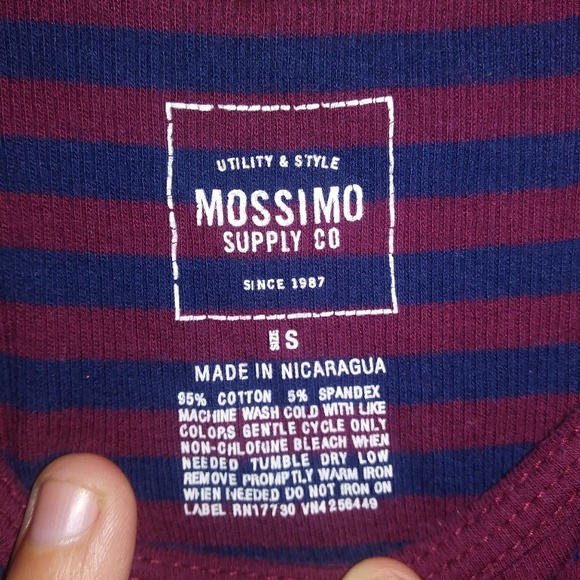 UTILITY & STYLE
MOSSIMO
SUPPLY CO
SINCE 1987
SIZE S
MADE IN NICARAGUA
95% COTTON 5% SPANDEX
MACHINE WASH COLD WITH LIKE
COLORS GENTLE CYCLE ONLY
NON-CHLORINE BLEACH WHEN
NEEDED TUMBLE DRY LOW
REMOVE PROMPTLY WARM IRON
WHEN NEEDED DO NOT IRON ON
LABEL RN17730 VN4256449